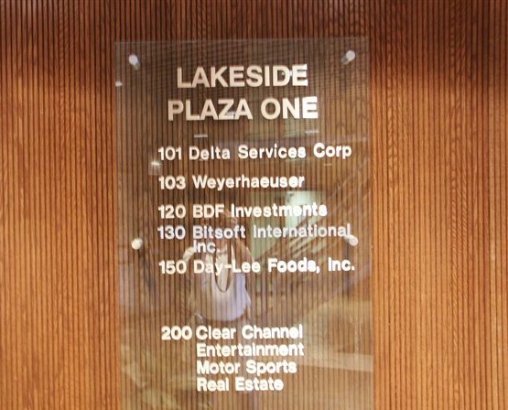 LAKESIDE
PLAZA ONE
101 Delta Services Corp
103 Weyerhaeuser
120 BDF Investments
130 Bitsoft International
Inc.
150 Day-Lee Foods, Inc.
200 Clear Channel
Entertainment
Motor Sports
Real Estate